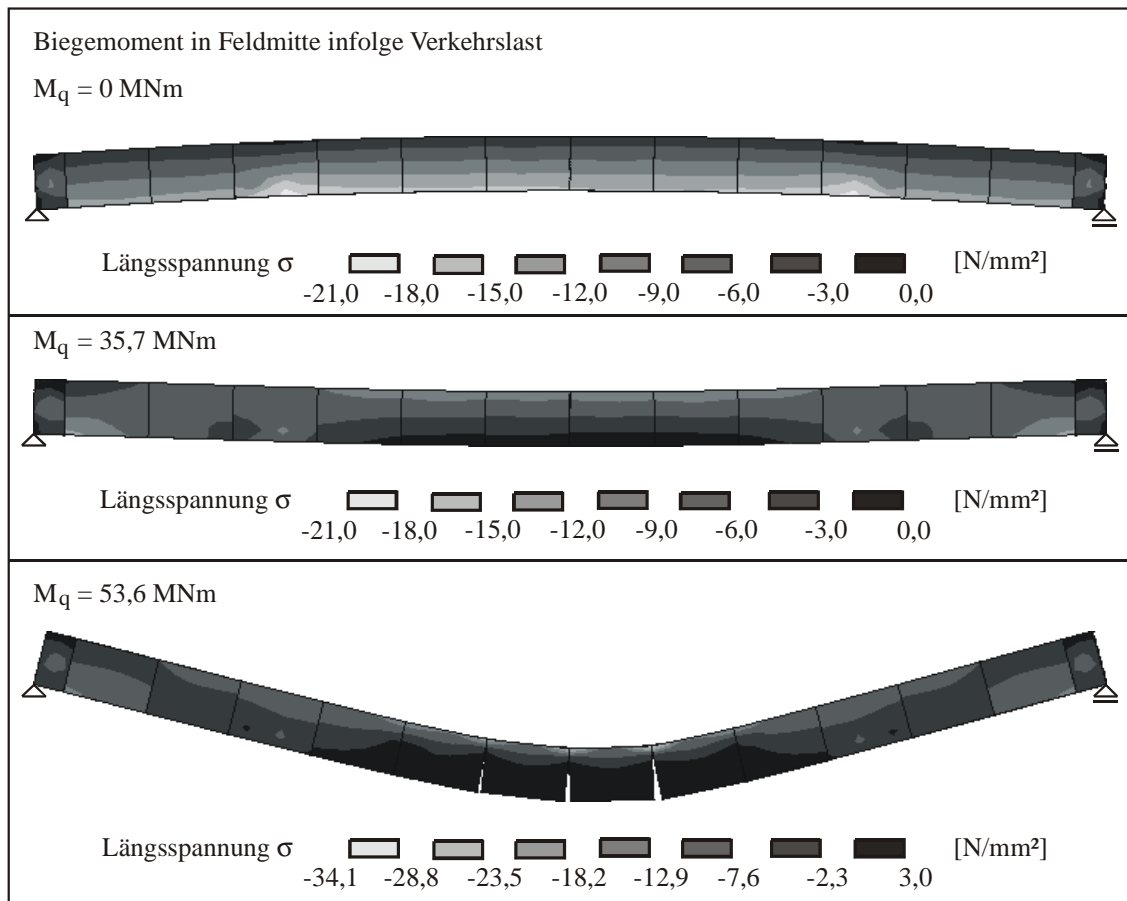 Biegemoment in Feldmitte infolge Verkehrslast
Mq = 0 MNm
Längsspannung σ [N/mm²]
-21,0 -18,0 -15,0 -12,0 -9,0 -6,0 -3,0 0,0
Mq = 35,7 MNm
Längsspannung σ [N/mm²]
-21,0 -18,0 -15,0 -12,0 -9,0 -6,0 -3,0 0,0
Mq = 53,6 MNm
Längsspannung σ [N/mm²]
-34,1 -28,8 -23,5 -18,2 -12,9 -7,6 -2,3 3,0